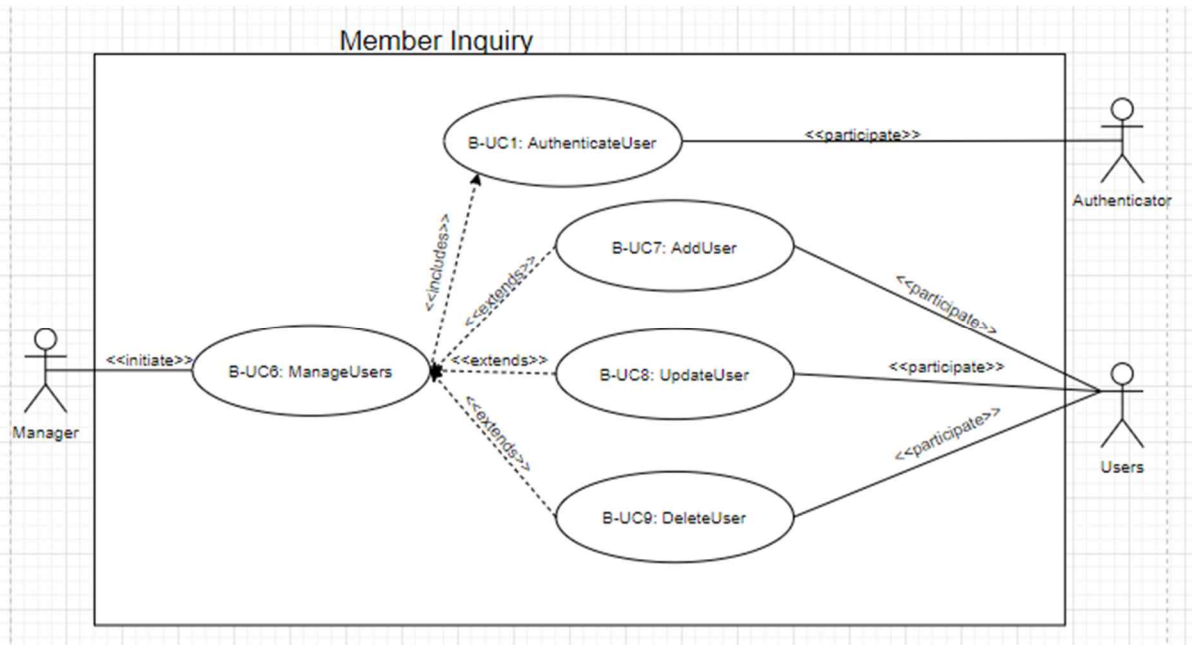 Member Inquiry
B-UC1: AuthenticateUser
<<participate>>
Authenticator
<<includes>>
B-UC7: AddUser
<<extends>>
<<participate>>
<<initiate>>
Manager
B-UC6: ManageUsers
<<extends>>
B-UC8: UpdateUser
<<participate>>
Users
<<extends>>
B-UC9: DeleteUser
<<participate>>